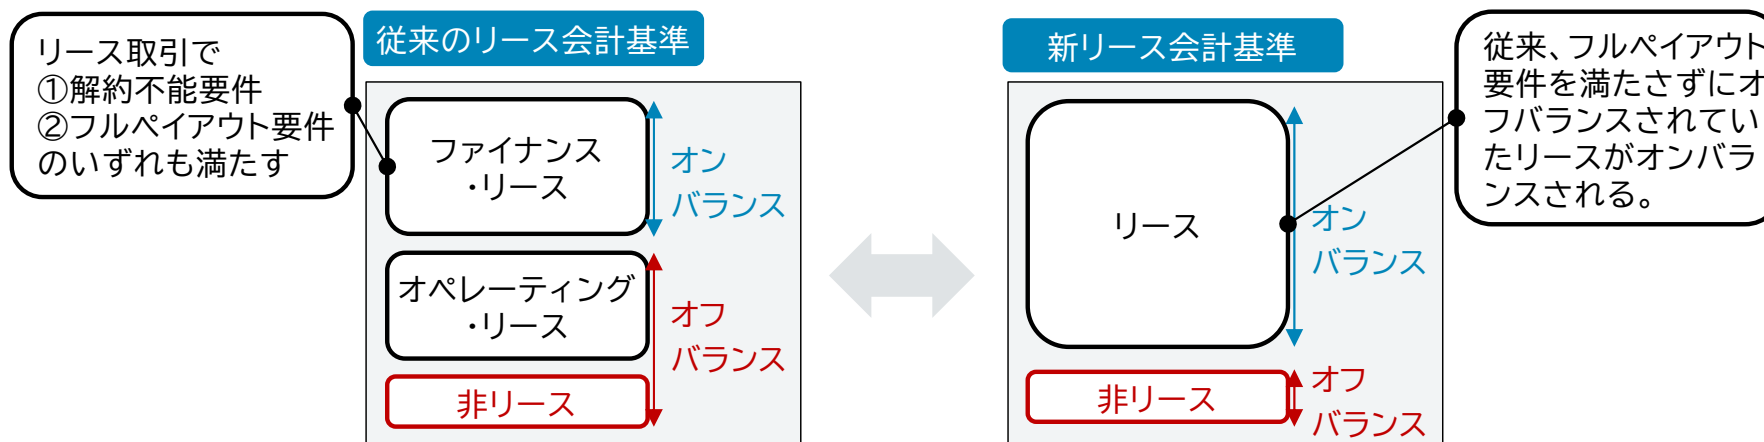 リース取引で
①解約不能要件
②フルペイアウト要件
のいずれも満たす
従来のリース会計基準
ファイナンス
・リース
オン
バランス
オペレーティング
・リース
オフ
バランス
非リース
新リース会計基準
リース
オン
バランス
非リース
オフ
バランス
従来、フルペイアウト
要件を満たさずにオ
フバランスされてい
たリースがオンバラ
ンスされる。